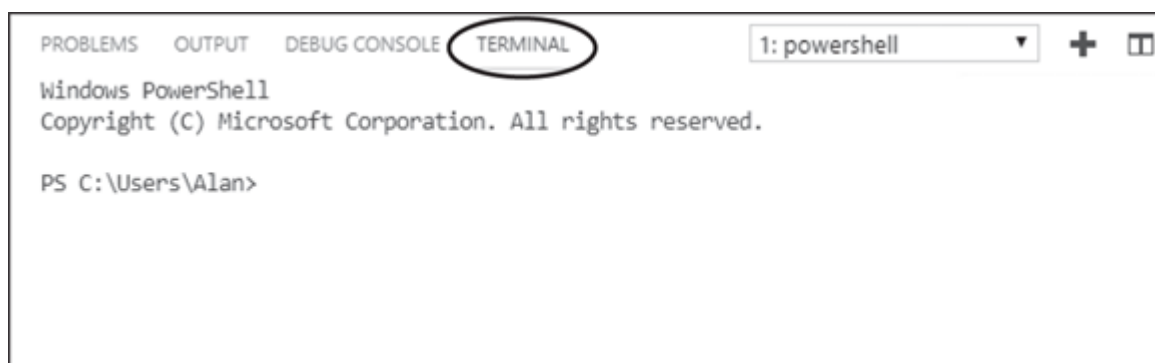 PROBLEMS OUTPUT DEBUG CONSOLE TERMINAL 1: powershell
Windows PowerShell
Copyright (C) Microsoft Corporation. All rights reserved.
PS C:\Users\Alan>